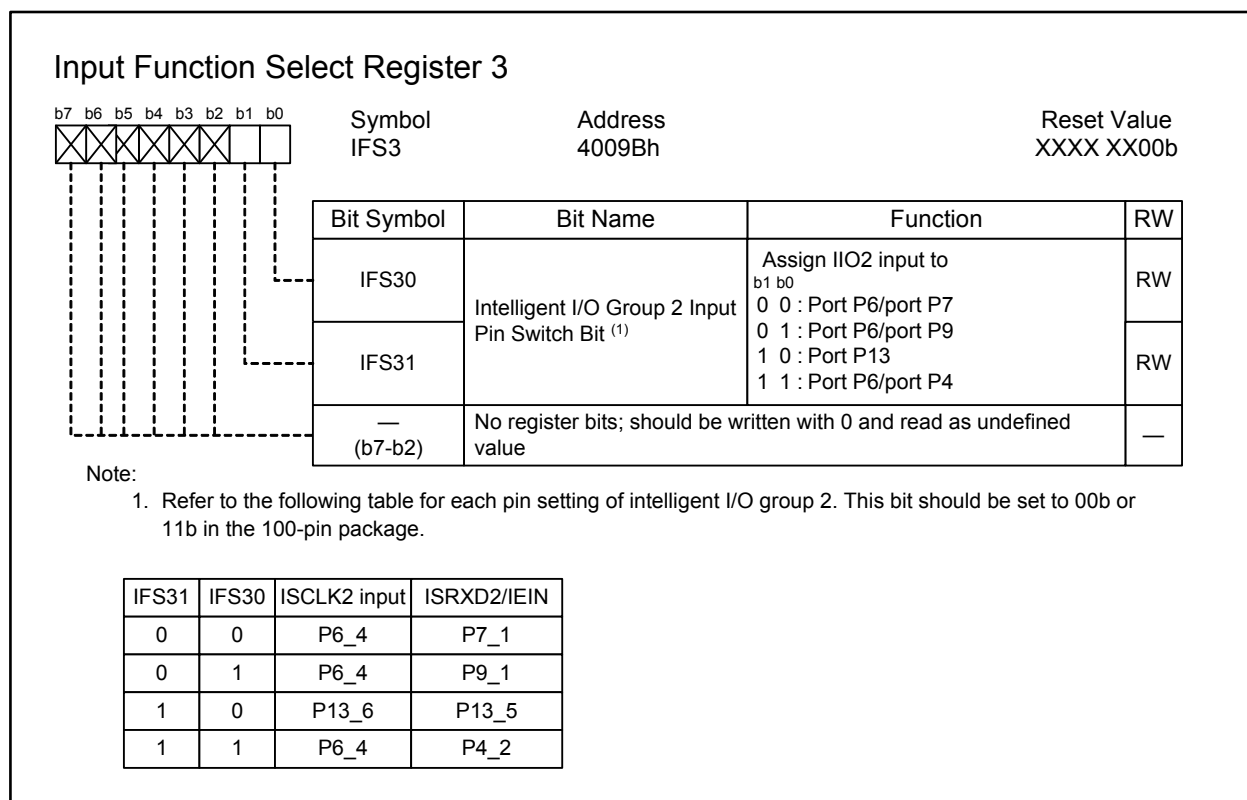 Input Function Select Register 3
b7 b6 b5 b4 b3 b2 b1 b0
Symbol Address Reset Value
IFS3 4009Bh XXXX XX00b
Bit Symbol Bit Name Function RW
IFS30
IFS31
Intelligent I/O Group 2 Input
Pin Switch Bit (1)
Assign IIO2 input to
b1 b0
0 0 : Port P6/port P7
0 1 : Port P6/port P9
1 0 : Port P13
1 1 : Port P6/port P4
RW
RW
—
(b7-b2)
No register bits; should be written with 0 and read as undefined
value
—
Note:
1. Refer to the following table for each pin setting of intelligent I/O group 2. This bit should be set to 00b or
11b in the 100-pin package.
IFS31 IFS30 ISCLK2 input ISRXD2/IEIN
0 0 P6_4 P7_1
0 1 P6_4 P9_1
1 0 P13_6 P13_5
1 1 P6_4 P4_2